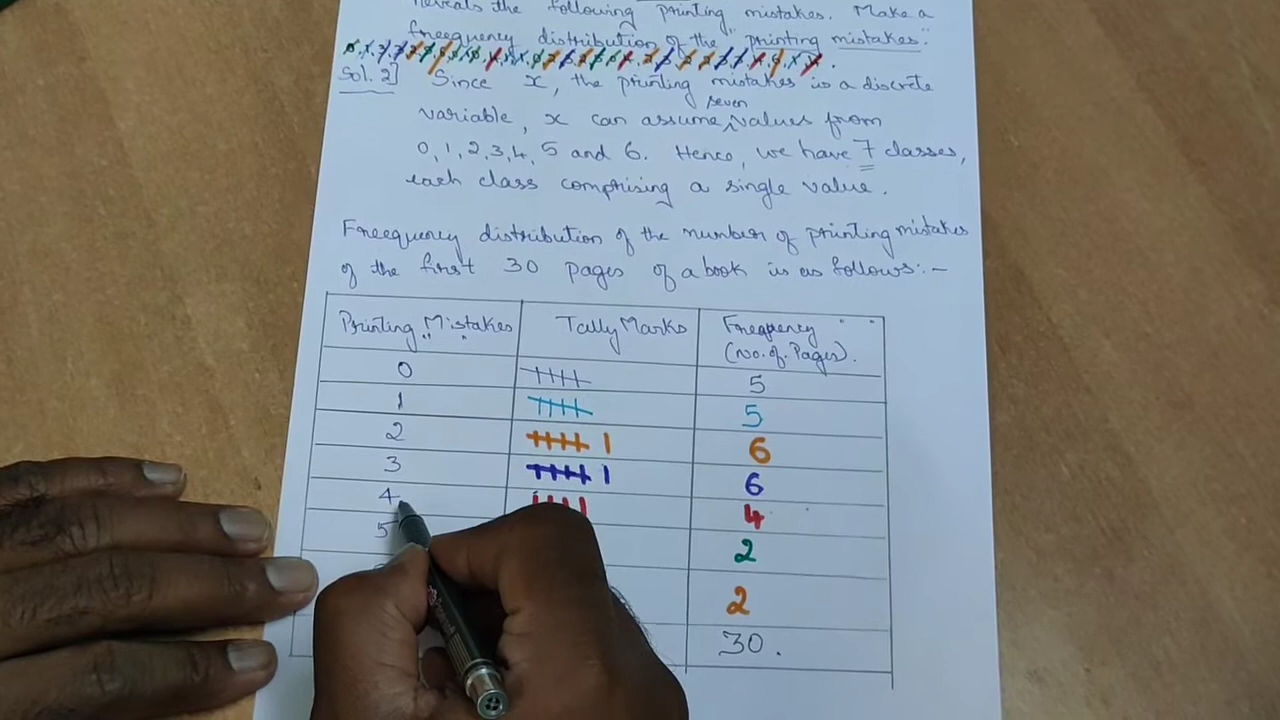 reveals the following printing mistakes. Make a
freequency distribution of the "printing mistakes."
Sol. 2] Since x, the printing mistakes is a discrete
seven
variable, x can assume, values from
0, 1, 2, 3, 4, 5 and 6. Hence, we have 7 classes,
each class comprising a single value.
Freequency distribution of the number of printing mistakes
of the first 30 pages of a book is as follows:-
Printing Mistakes Tally Marks Frequency
(No. of. Pages).
0 5
1 5
2 6
3 6
4 4
5 2
2
30.